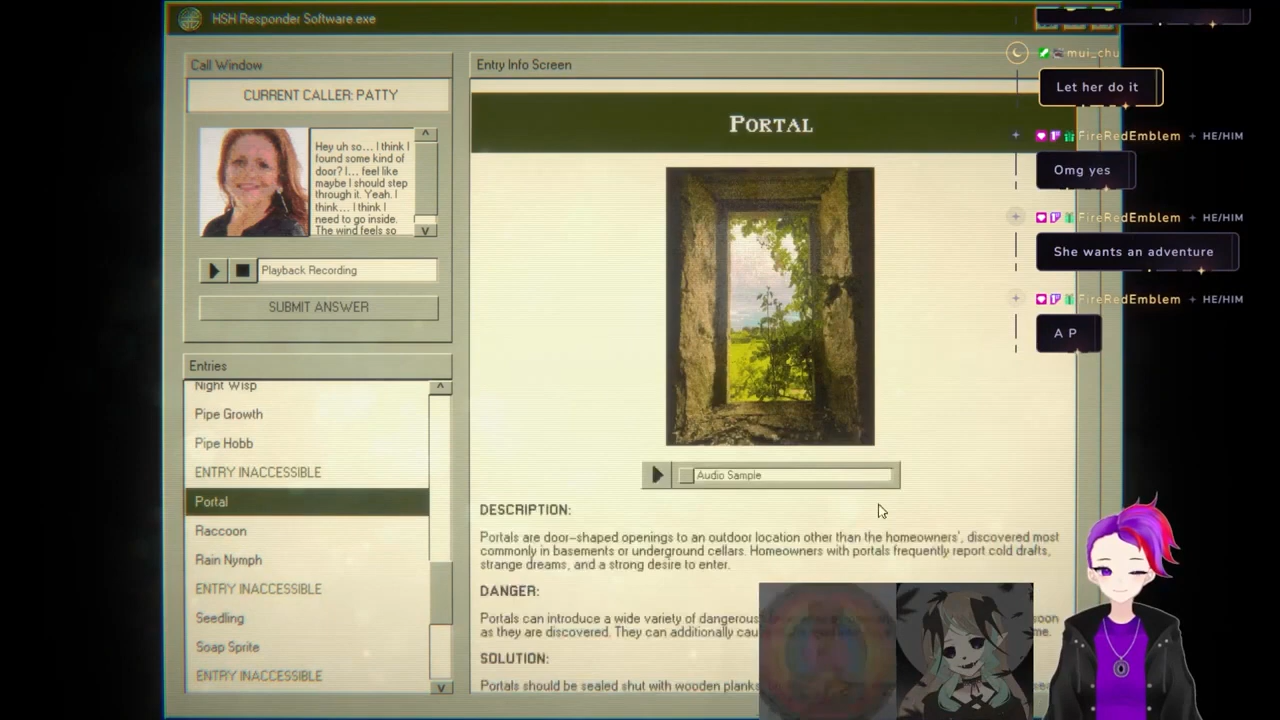 HSH Responder Software.exe
Call Window
CURRENT CALLER: PATTY
Hey uh so... I think I
found some kind of
door? I... feel like
maybe I should step
through it. Yeah. I
think... I think I
need to go inside.
The wind feels so
Playback Recording
SUBMIT ANSWER
Entries
Night Wisp
Pipe Growth
Pipe Hobb
ENTRY INACCESSIBLE
Portal
Raccoon
Rain Nymph
ENTRY INACCESSIBLE
Seedling
Soap Sprite
ENTRY INACCESSIBLE
Entry Info Screen
PORTAL
Audio Sample
DESCRIPTION:
Portals are door-shaped openings to an outdoor location other than the homeowners', discovered most
commonly in basements or underground cellars. Homeowners with portals frequently report cold drafts,
strange dreams, and a strong desire to enter.
DANGER:
Portals can introduce a wide variety of dangerous
soon
as they are discovered. They can additionally cau
me.
SOLUTION:
Portals should be sealed shut with wooden planks
mui_chu
Let her do it
FireRedEmblem + HE/HIM
Omg yes
FireRedEmblem + HE/HIM
She wants an adventure
FireRedEmblem + HE/HIM
A P